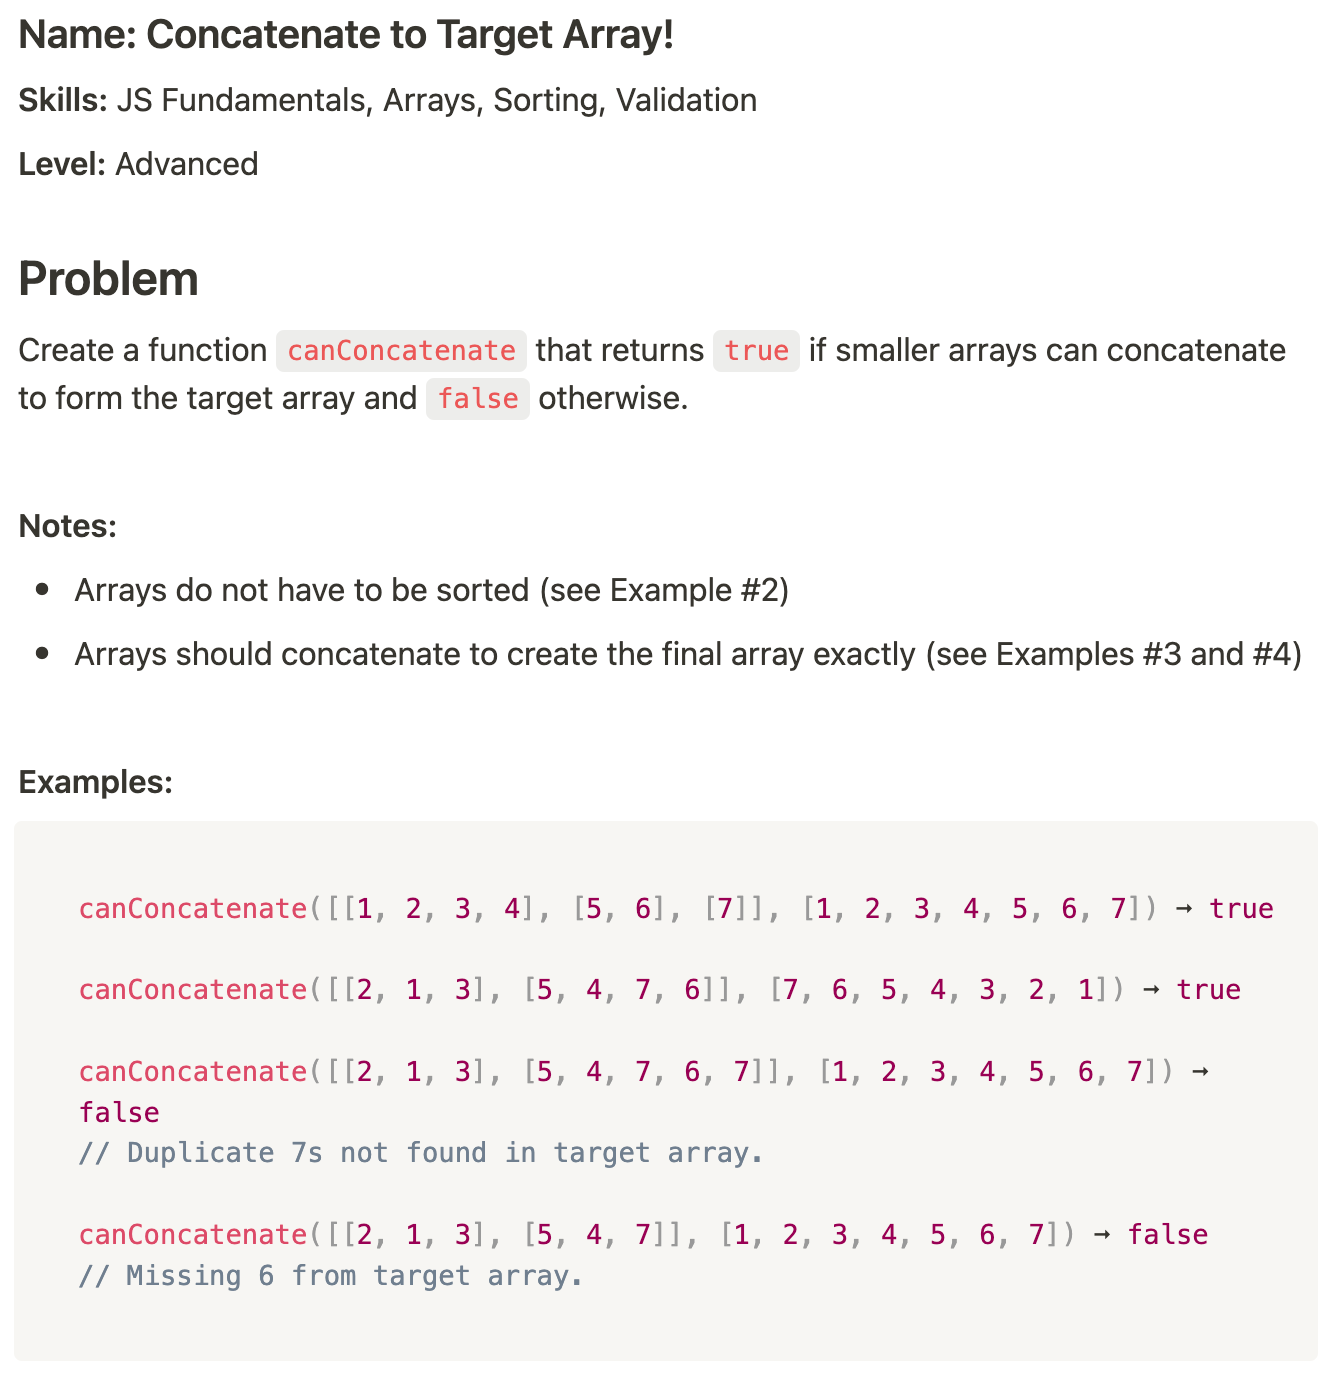 Name: Concatenate to Target Array!
Skills: JS Fundamentals, Arrays, Sorting, Validation
Level: Advanced
Problem
Create a function canConcatenate that returns true if smaller arrays can concatenate
to form the target array and false otherwise.
Notes:
• Arrays do not have to be sorted (see Example #2)
• Arrays should concatenate to create the final array exactly (see Examples #3 and #4)
Examples:
canConcatenate([[1, 2, 3, 4], [5, 6], [7]], [1, 2, 3, 4, 5, 6, 7]) → true
canConcatenate([[2, 1, 3], [5, 4, 7, 6]], [7, 6, 5, 4, 3, 2, 1]) → true
canConcatenate([[2, 1, 3], [5, 4, 7, 6, 7]], [1, 2, 3, 4, 5, 6, 7]) →
false
// Duplicate 7s not found in target array.
canConcatenate([[2, 1, 3], [5, 4, 7]], [1, 2, 3, 4, 5, 6, 7]) → false
// Missing 6 from target array.